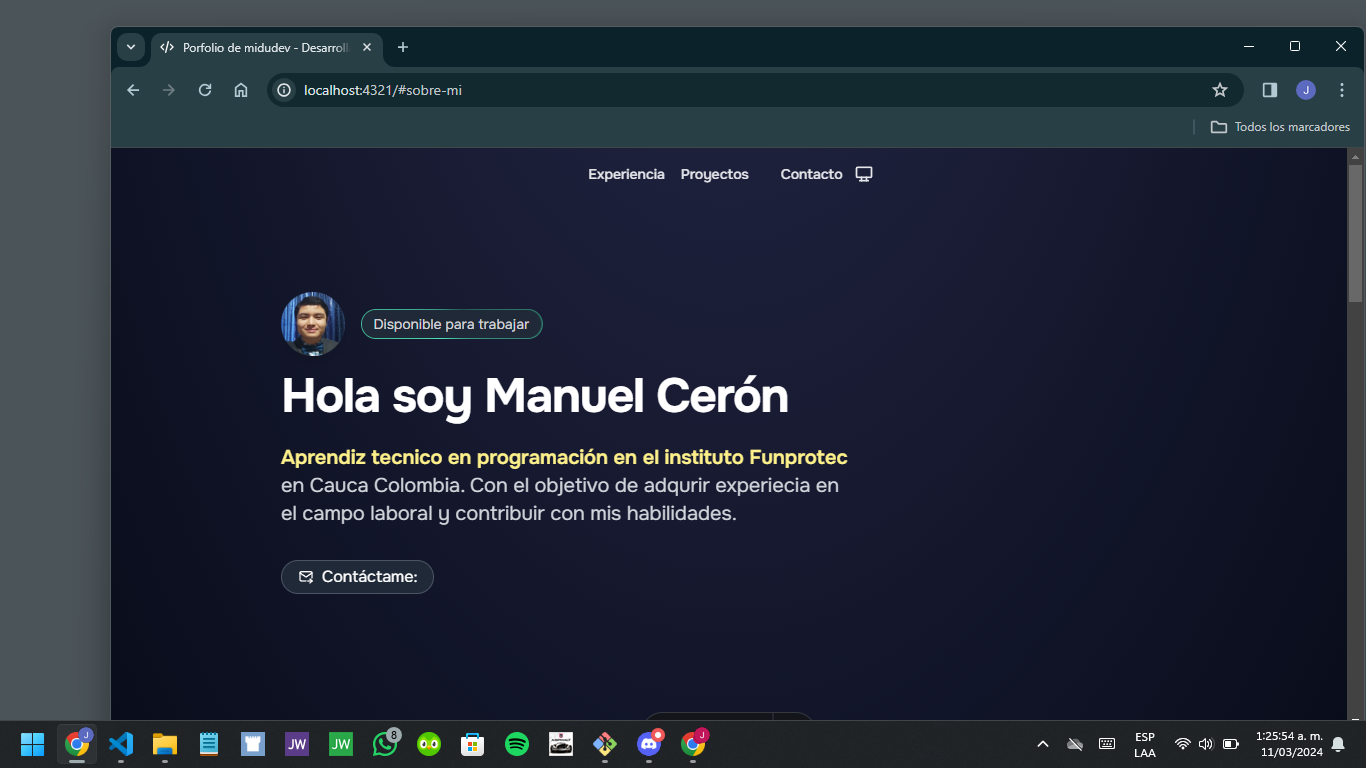 Porfolio de midudev - Desarroll
localhost:4321/#sobre-mi
J
Todos los marcadores
Experiencia Proyectos Contacto
Disponible para trabajar
Hola soy Manuel Cerón
Aprendiz tecnico en programación en el instituto Funprotec
en Cauca Colombia. Con el objetivo de adqurir experiecia en
el campo laboral y contribuir con mis habilidades.
Contáctame:
J
JW
JW
8
J
ESP
LAA
1:25:54 a. m.
11/03/2024